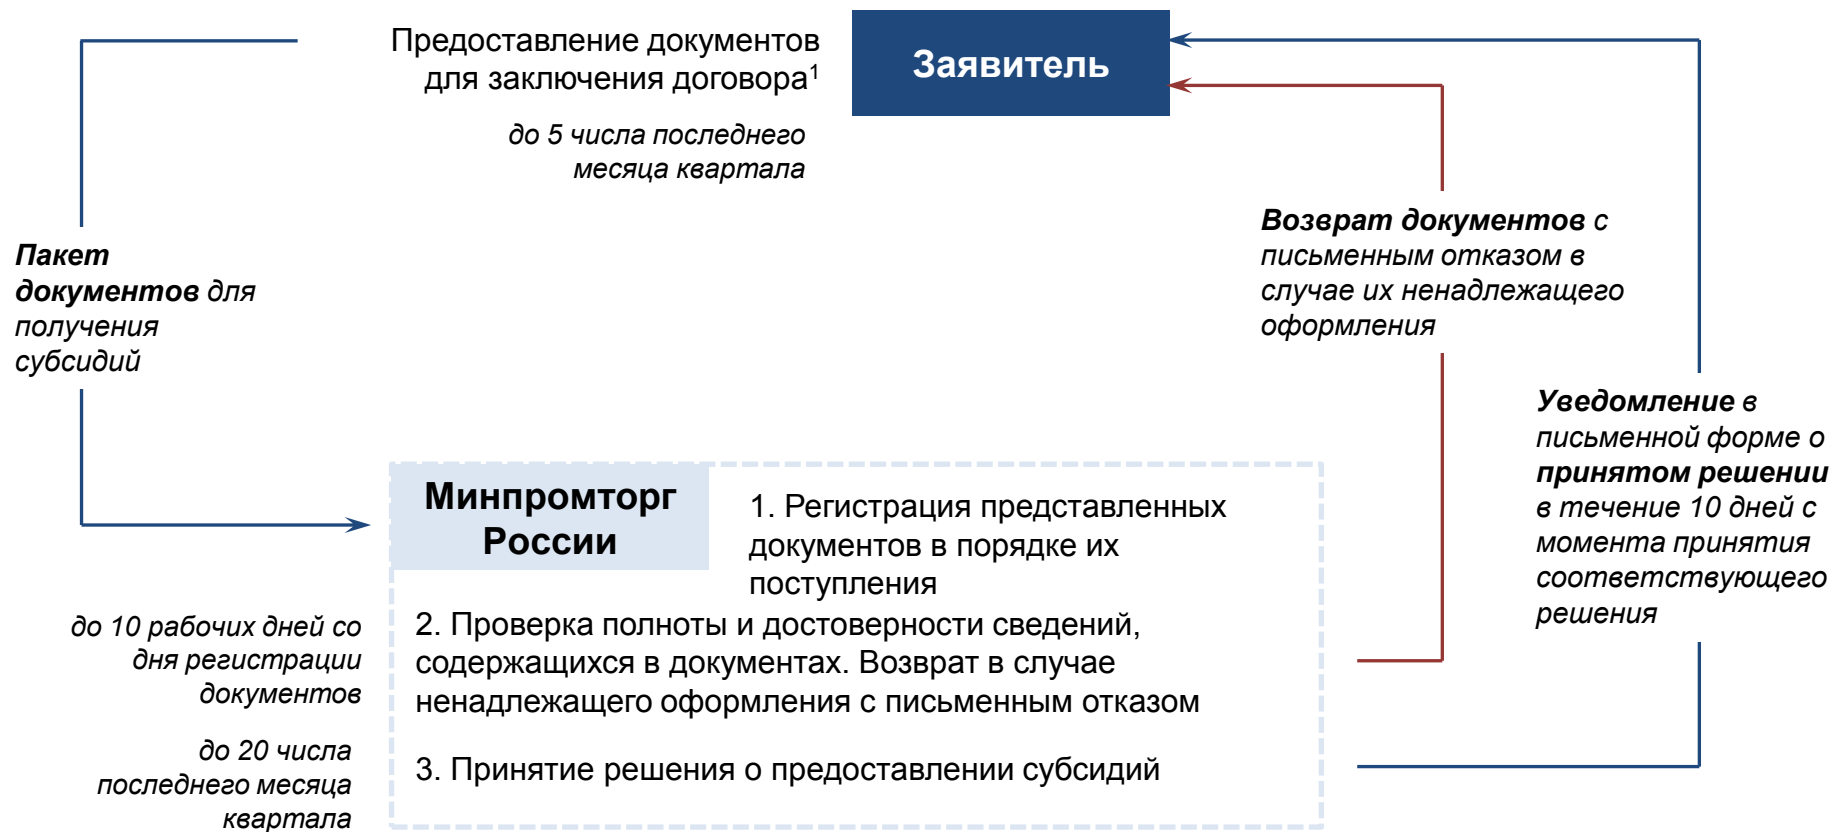 Предоставление документов
для заключения договора¹
до 5 числа последнего
месяца квартала
Заявитель
Пакет
документов для
получения
субсидий
Возврат документов с
письменным отказом в
случае их ненадлежащего
оформления
Уведомление в
письменной форме о
принятом решении
в течение 10 дней с
момента принятия
соответствующего
решения
Минпромторг
России
1. Регистрация представленных
документов в порядке их
поступления
до 10 рабочих дней со
дня регистрации
документов
2. Проверка полноты и достоверности сведений,
содержащихся в документах. Возврат в случае
ненадлежащего оформления с письменным отказом
до 20 числа
последнего месяца
квартала
3. Принятие решения о предоставлении субсидий